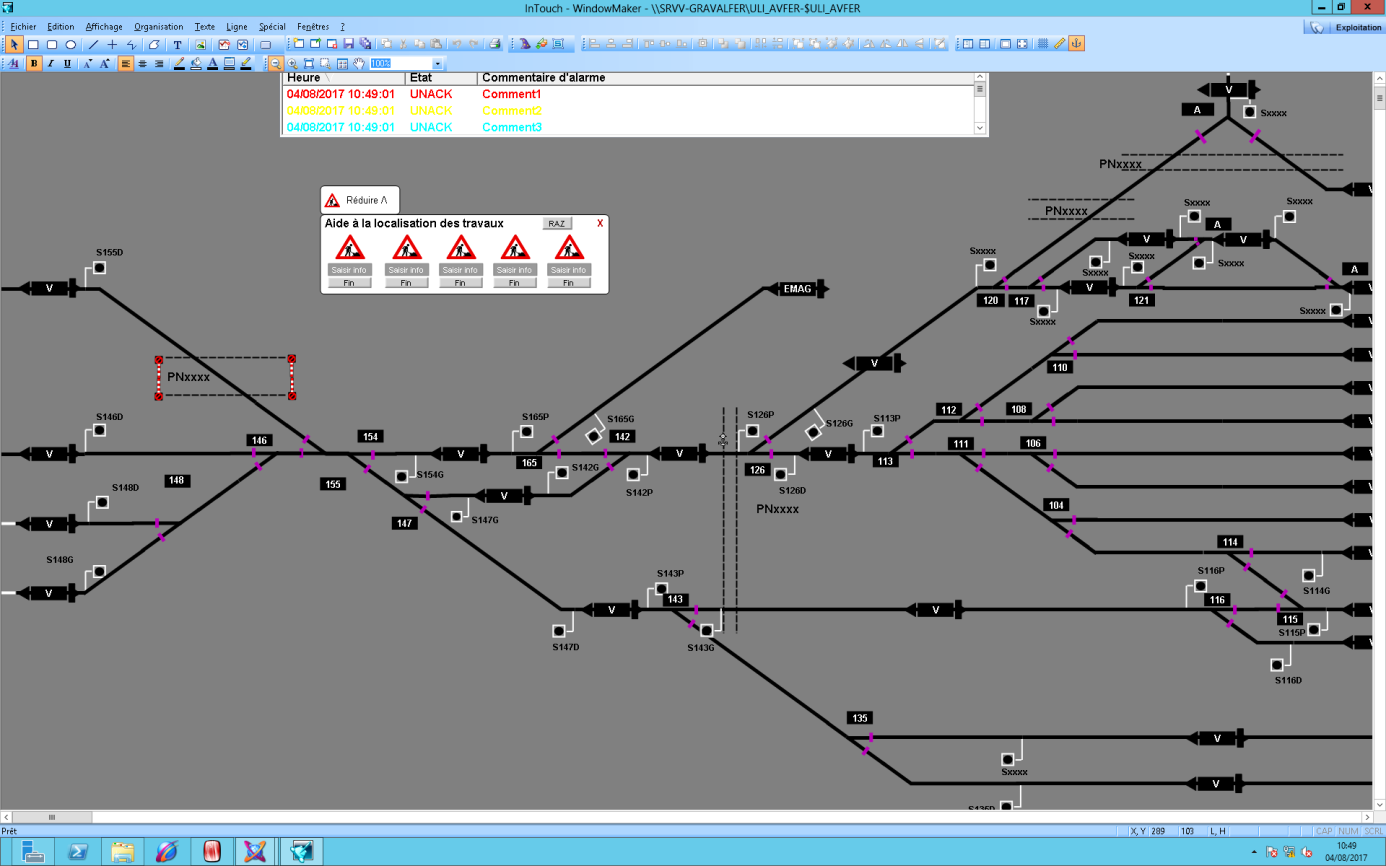 InTouch - WindowMaker - \\SRVV-GRAVALFER\ULI_AVFER-$ULI_AVFER
Fichier Edition Affichage Organisation Texte Ligne Spécial Fenêtres ?
Exploitation
100%
Heure Etat Commentaire d'alarme
04/08/2017 10:49:01 UNACK Comment1
04/08/2017 10:49:01 UNACK Comment2
04/08/2017 10:49:01 UNACK Comment3
V
A Sxxxx
PNxxxx
V
Réduire Λ
Aide à la localisation des travaux RAZ X
Saisir info Saisir info Saisir info Saisir info Saisir info
Fin Fin Fin Fin Fin
Sxxxx Sxxxx
PNxxxx
A
V V
S155D
Sxxxx
Sxxxx Sxxxx Sxxxx
A
V EMAG V V
120 117 121
Sxxxx Sxxxx
V
V V
110
PNxxxx
V
112 108
S146D S165P S165G S126P S126G S113P
V
146 154 142
111 106
V V V V V
165 126 113
S154G S142G S142P S126D
148 155
S148D
V V
V
147 S147G
PNxxxx
104
V V
114
S148G
V
S143P S116P
V
S114G
143 116
V V V V
115
S115P
S147D S143G
V
S116D
135
V
Sxxxx
V
S136D
Prêt X, Y 289 103 L, H CAP NUM SCRL
10:49
04/08/2017